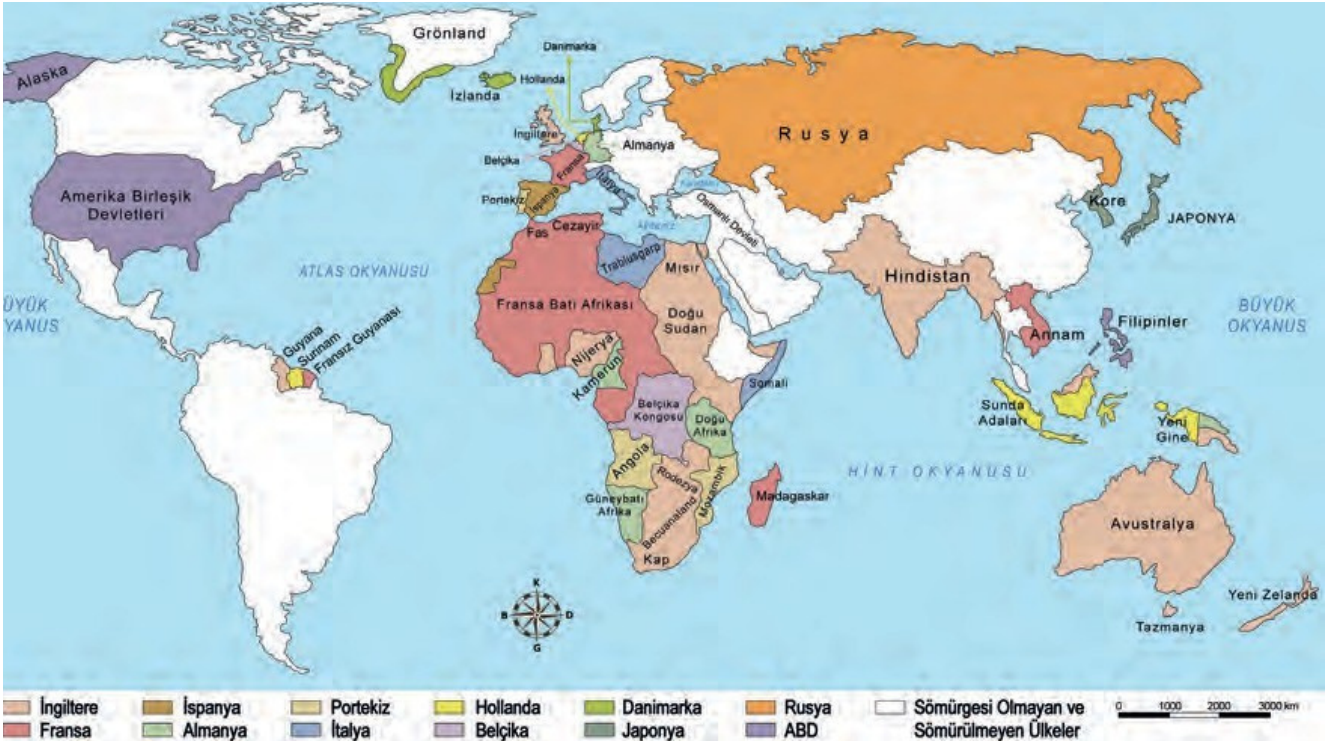 Grönland
Danimarka
Alaska
Hollanda
İzlanda
İngiltere
Almanya
Rusya
Belçika
Fransa
Amerika Birleşik
Devletleri
Portekiz
İspanya
İtalya
Karadeniz
Akdeniz
Osmanlı Devleti
Kore
JAPONYA
Fas
Cezayir
Trablusgarp
Mısır
Hindistan
ATLAS OKYANUSU
BÜYÜK
OKYANUS
ÜYÜK
KYANUS
Fransa Batı Afrikası
Doğu
Sudan
Annam
Filipinler
Guyana
Surinam
Fransız Guyanası
Nijerya
Kamerun
Somali
Belçika
Kongosu
Doğu
Afrika
Sunda
Adaları
Yeni
Gine
Angola
Rodezya
Mozambik
HİNT OKYANUSU
Güneybatı
Afrika
Becuanaland
Madagaskar
Kap
Avustralya
Yeni Zelanda
Tazmanya
K
B
D
G
İngiltere
İspanya
Portekiz
Hollanda
Danimarka
Rusya
Sömürgesi Olmayan ve
Sömürülmeyen Ülkeler
0 1000 2000 3000 km
Fransa
Almanya
İtalya
Belçika
Japonya
ABD